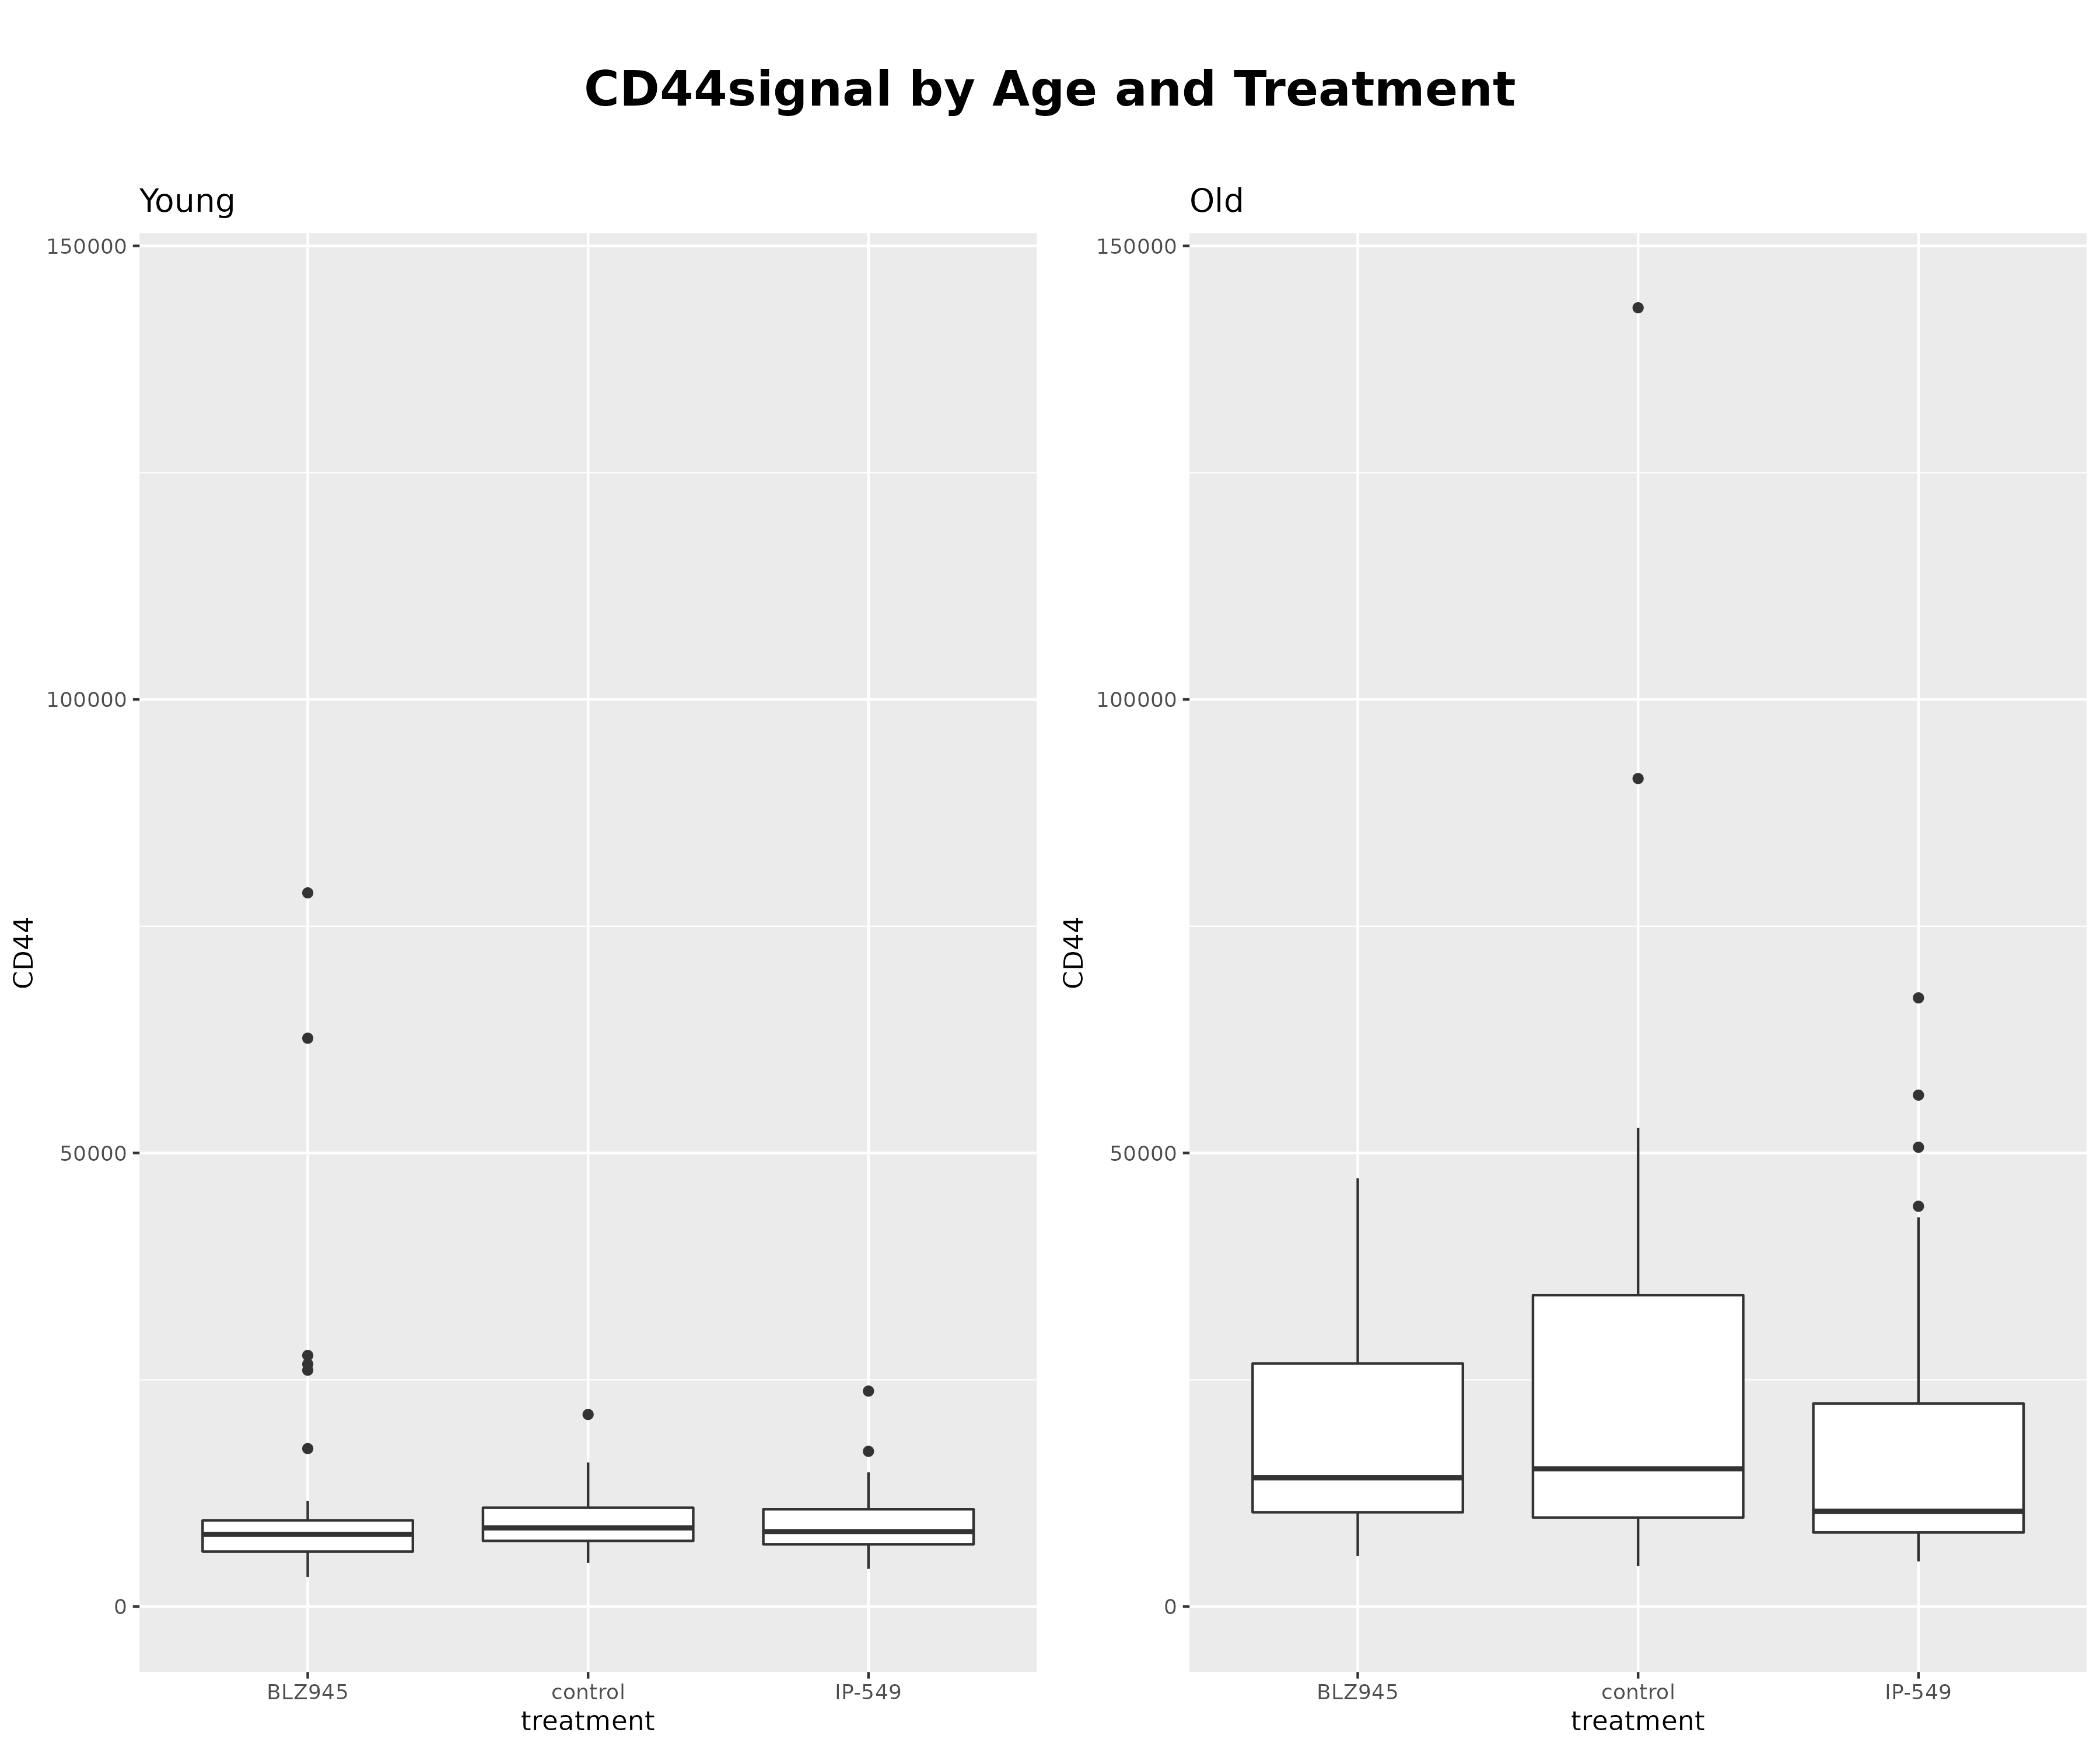 CD44signal by Age and Treatment
Young
150000
100000
50000
0
CD44
BLZ945 control IP-549
treatment
Old
150000
100000
50000
0
CD44
BLZ945 control IP-549
treatment